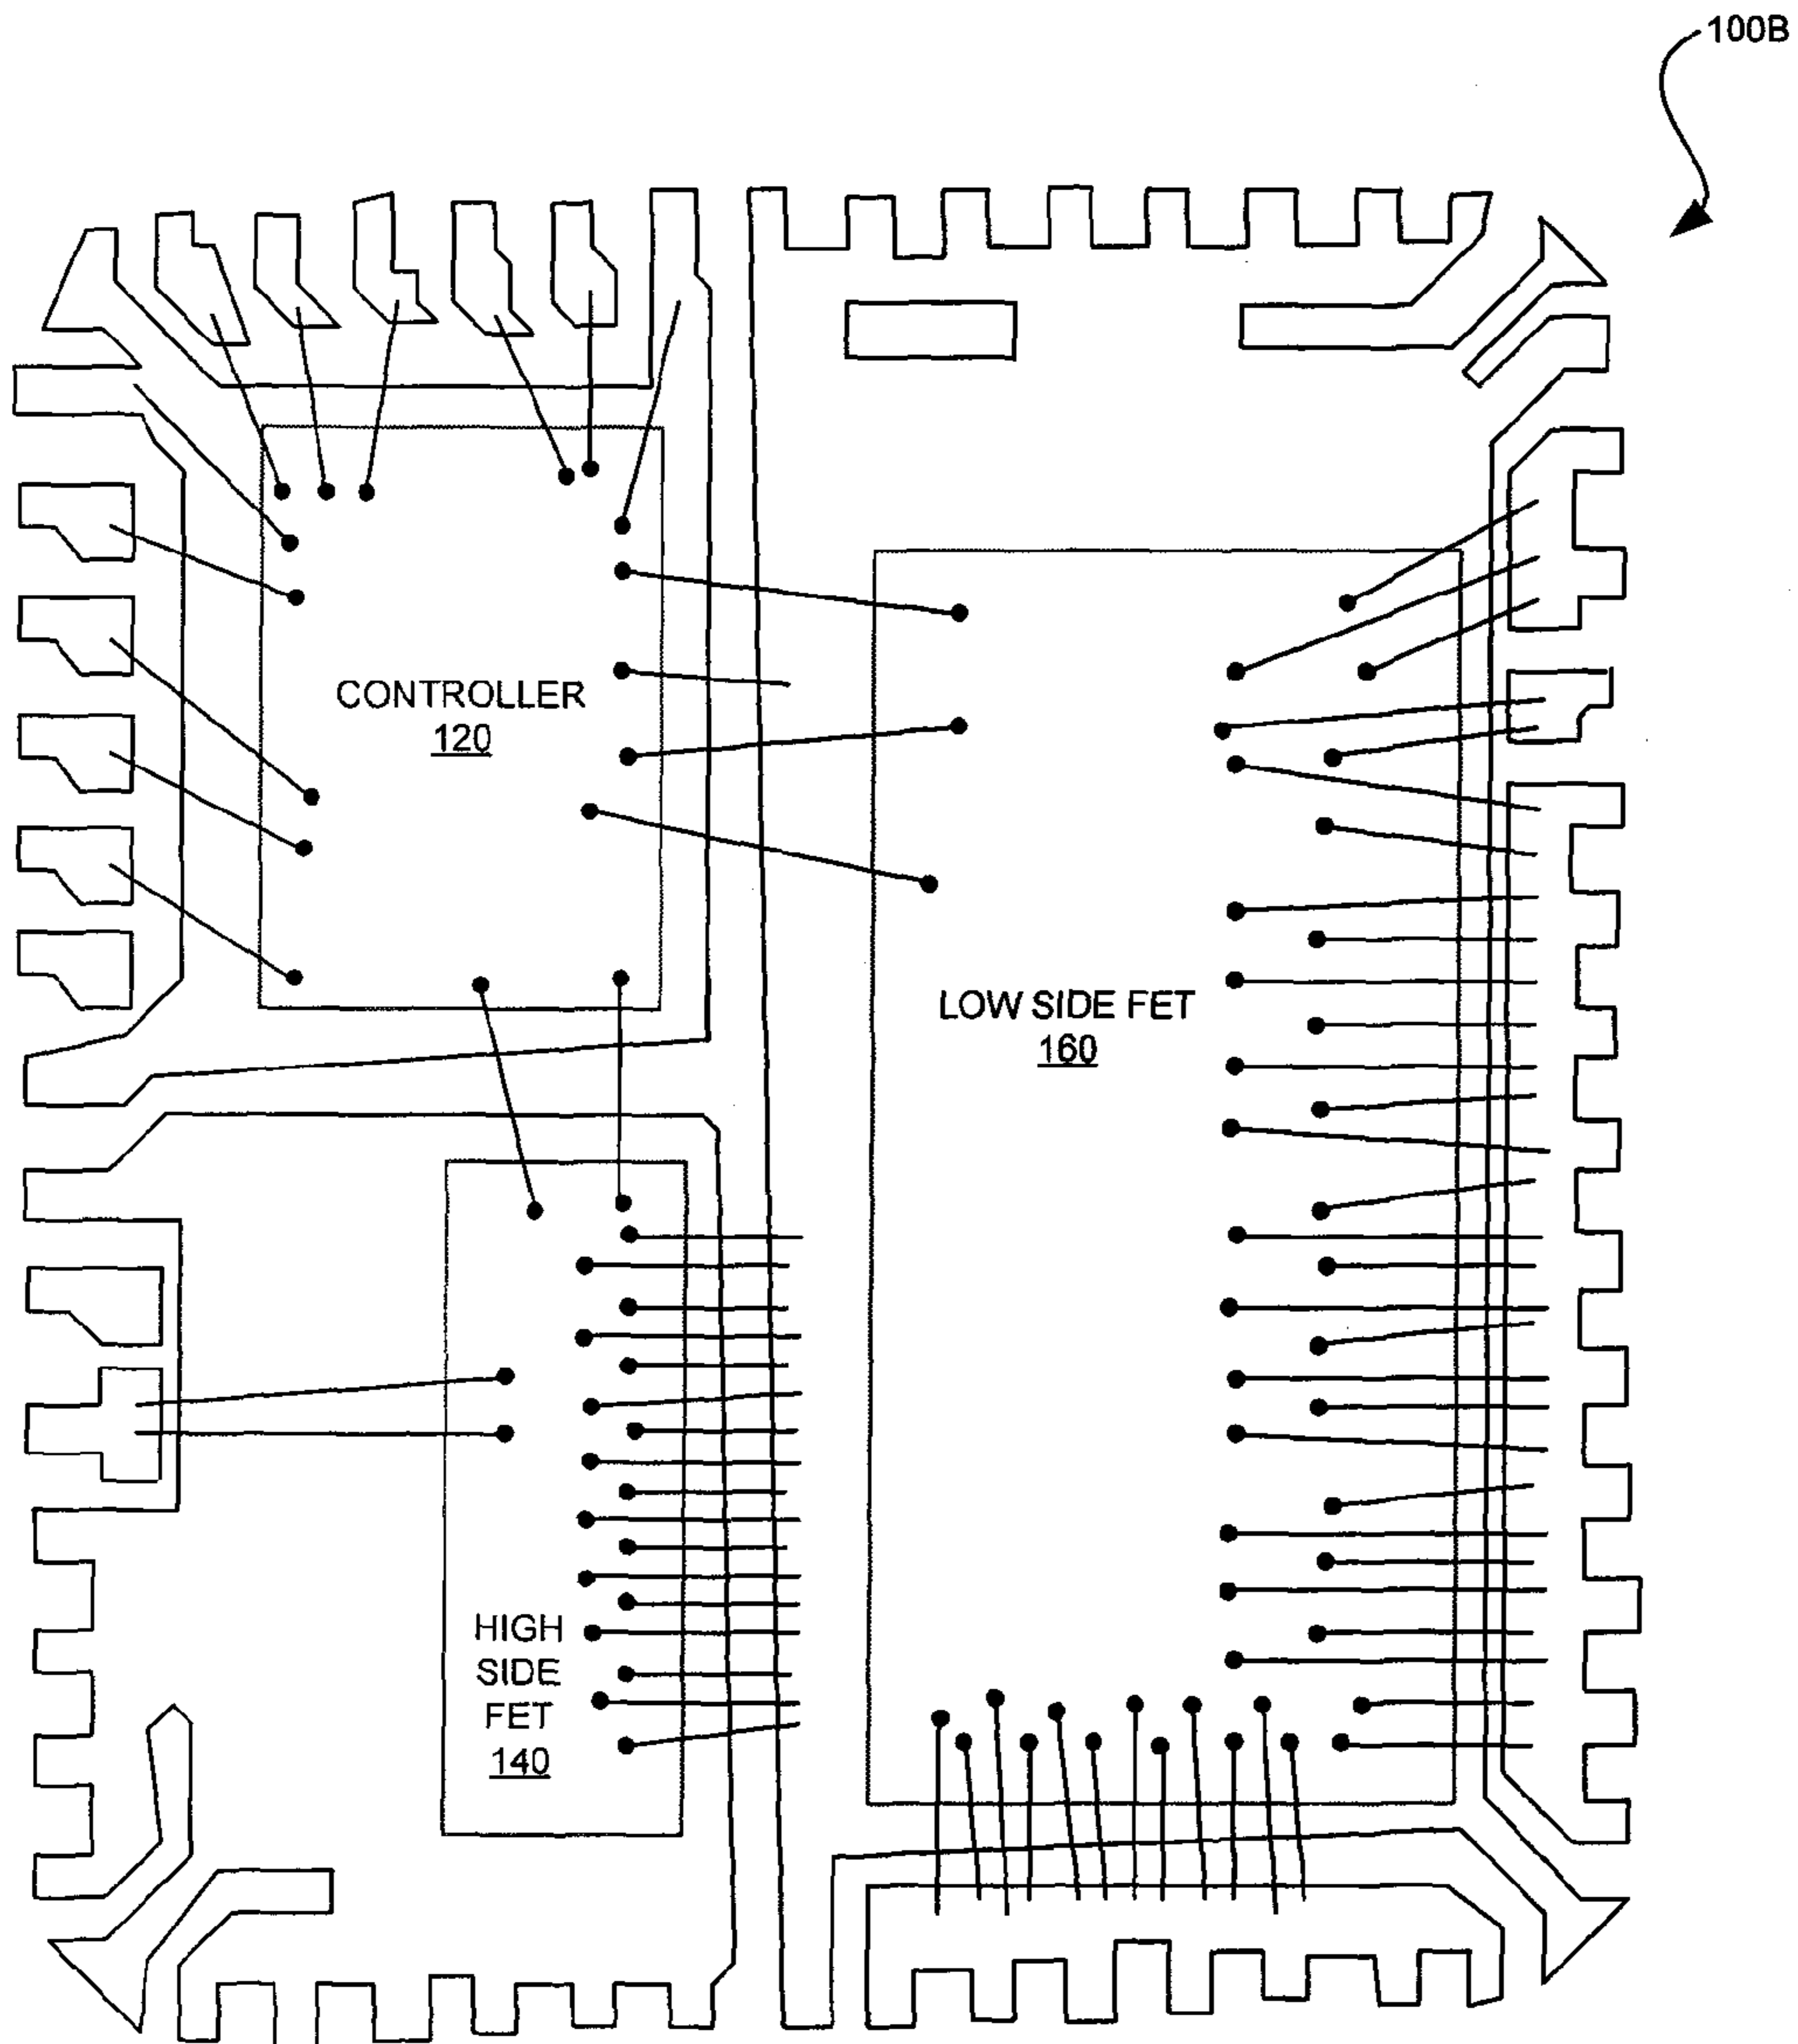 100B
CONTROLLER
120
LOW SIDE FET
160
HIGH
SIDE
FET
140